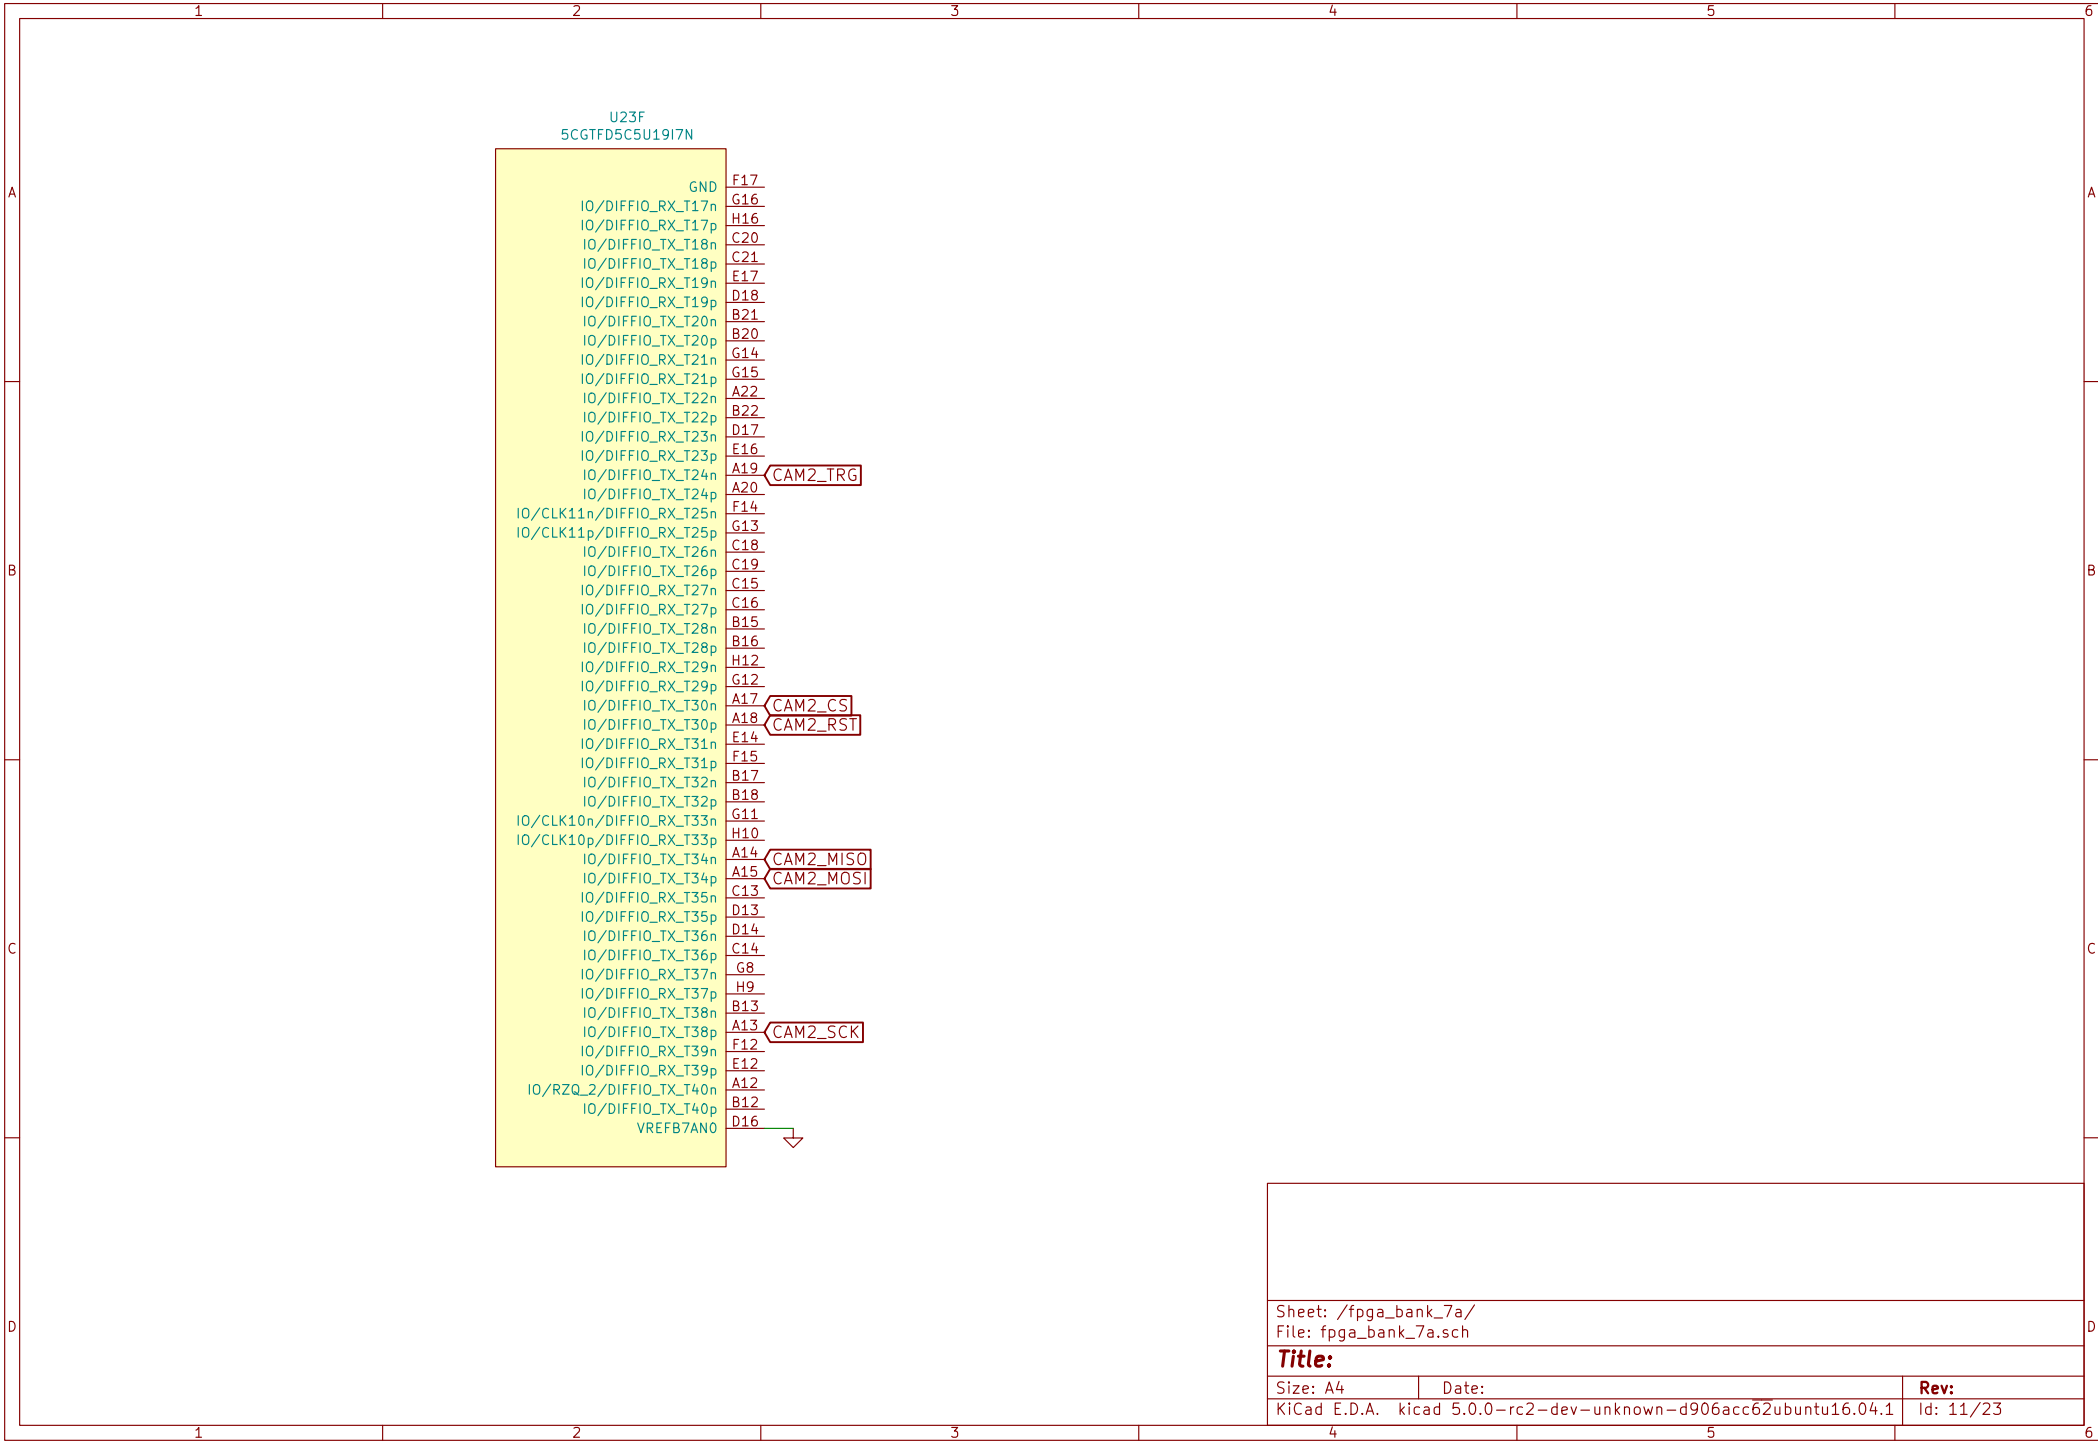 1 2 3 4 5 6
U23F
5CGTFD5C5U19I7N
A A
GND F17
IO/DIFFIO_RX_T17n G16
IO/DIFFIO_RX_T17p H16
IO/DIFFIO_TX_T18n C20
IO/DIFFIO_TX_T18p C21
IO/DIFFIO_RX_T19n E17
IO/DIFFIO_RX_T19p D18
IO/DIFFIO_TX_T20n B21
IO/DIFFIO_TX_T20p B20
IO/DIFFIO_RX_T21n G14
IO/DIFFIO_RX_T21p G15
IO/DIFFIO_TX_T22n A22
IO/DIFFIO_TX_T22p B22
IO/DIFFIO_RX_T23n D17
IO/DIFFIO_RX_T23p E16
IO/DIFFIO_TX_T24n A19 CAM2_TRG
IO/DIFFIO_TX_T24p A20
IO/CLK11n/DIFFIO_RX_T25n F14
IO/CLK11p/DIFFIO_RX_T25p G13
IO/DIFFIO_TX_T26n C18
B IO/DIFFIO_TX_T26p C19 B
IO/DIFFIO_RX_T27n C15
IO/DIFFIO_RX_T27p C16
IO/DIFFIO_TX_T28n B15
IO/DIFFIO_TX_T28p B16
IO/DIFFIO_RX_T29n H12
IO/DIFFIO_RX_T29p G12
IO/DIFFIO_TX_T30n A17 CAM2_CS
IO/DIFFIO_TX_T30p A18 CAM2_RST
IO/DIFFIO_RX_T31n E14
IO/DIFFIO_RX_T31p F15
IO/DIFFIO_TX_T32n B17
IO/DIFFIO_TX_T32p B18
IO/CLK10n/DIFFIO_RX_T33n G11
IO/CLK10p/DIFFIO_RX_T33p H10
IO/DIFFIO_TX_T34n A14 CAM2_MISO
IO/DIFFIO_TX_T34p A15 CAM2_MOSI
IO/DIFFIO_RX_T35n C13
IO/DIFFIO_RX_T35p D13
IO/DIFFIO_TX_T36n D14
C IO/DIFFIO_TX_T36p C14 C
IO/DIFFIO_RX_T37n G8
IO/DIFFIO_RX_T37p H9
IO/DIFFIO_TX_T38n B13
IO/DIFFIO_TX_T38p A13 CAM2_SCK
IO/DIFFIO_RX_T39n F12
IO/DIFFIO_RX_T39p E12
IO/RZQ_2/DIFFIO_TX_T40n A12
IO/DIFFIO_TX_T40p B12
VREFB7AN0 D16
Sheet: /fpga_bank_7a/
D D
File: fpga_bank_7a.sch
Title:
Size: A4 Date: Rev:
KiCad E.D.A. kicad 5.0.0-rc2-dev-unknown-d906acc62ubuntu16.04.1 Id: 11/23
1 2 3 4 5 6